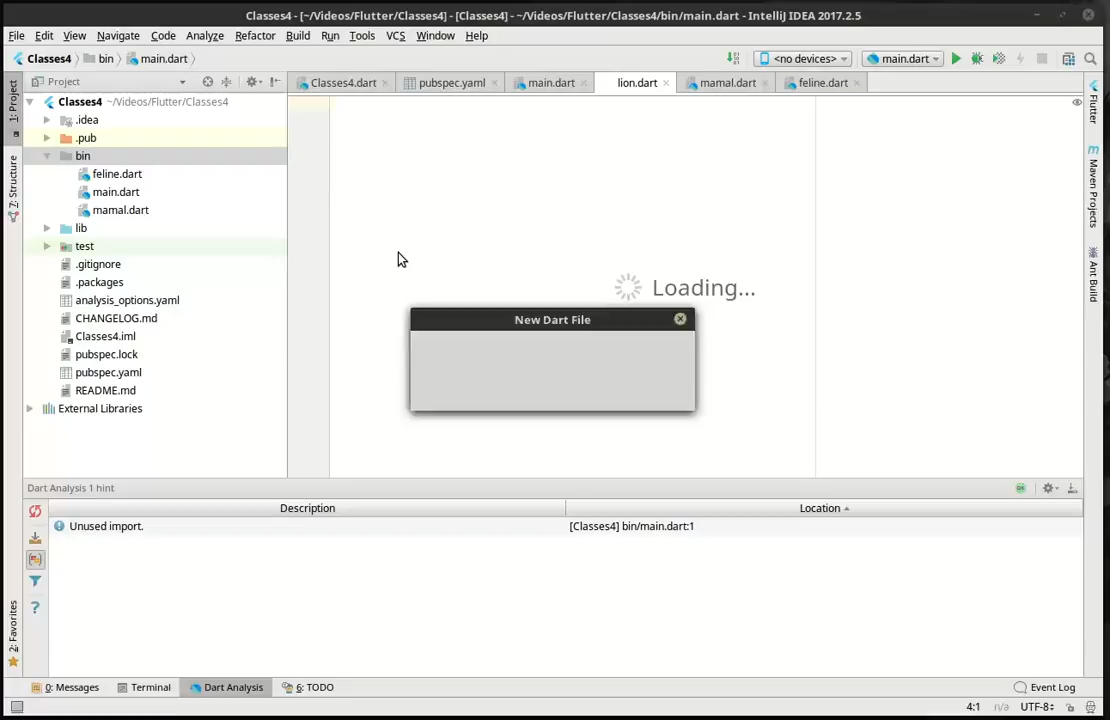 Classes4 - [~/Videos/Flutter/Classes4] - [Classes4] - ~/Videos/Flutter/Classes4/bin/main.dart - IntelliJ IDEA 2017.2.5
File Edit View Navigate Code Analyze Refactor Build Run Tools VCS Window Help
Classes4 bin main.dart <no devices> main.dart
Project Classes4.dart pubspec.yaml main.dart lion.dart mamal.dart feline.dart
Classes4 ~/Videos/Flutter/Classes4
.idea
.pub
bin
feline.dart
main.dart
mamal.dart
lib
test
.gitignore
.packages
analysis_options.yaml
CHANGELOG.md
Classes4.iml
pubspec.lock
pubspec.yaml
README.md
External Libraries
1: Project
7: Structure
2: Favorites
Loading...
New Dart File
Flutter
Maven Projects
Ant Build
Dart Analysis 1 hint
Description Location
Unused import. [Classes4] bin/main.dart:1
0: Messages Terminal Dart Analysis 6: TODO Event Log
4:1 n/a UTF-8